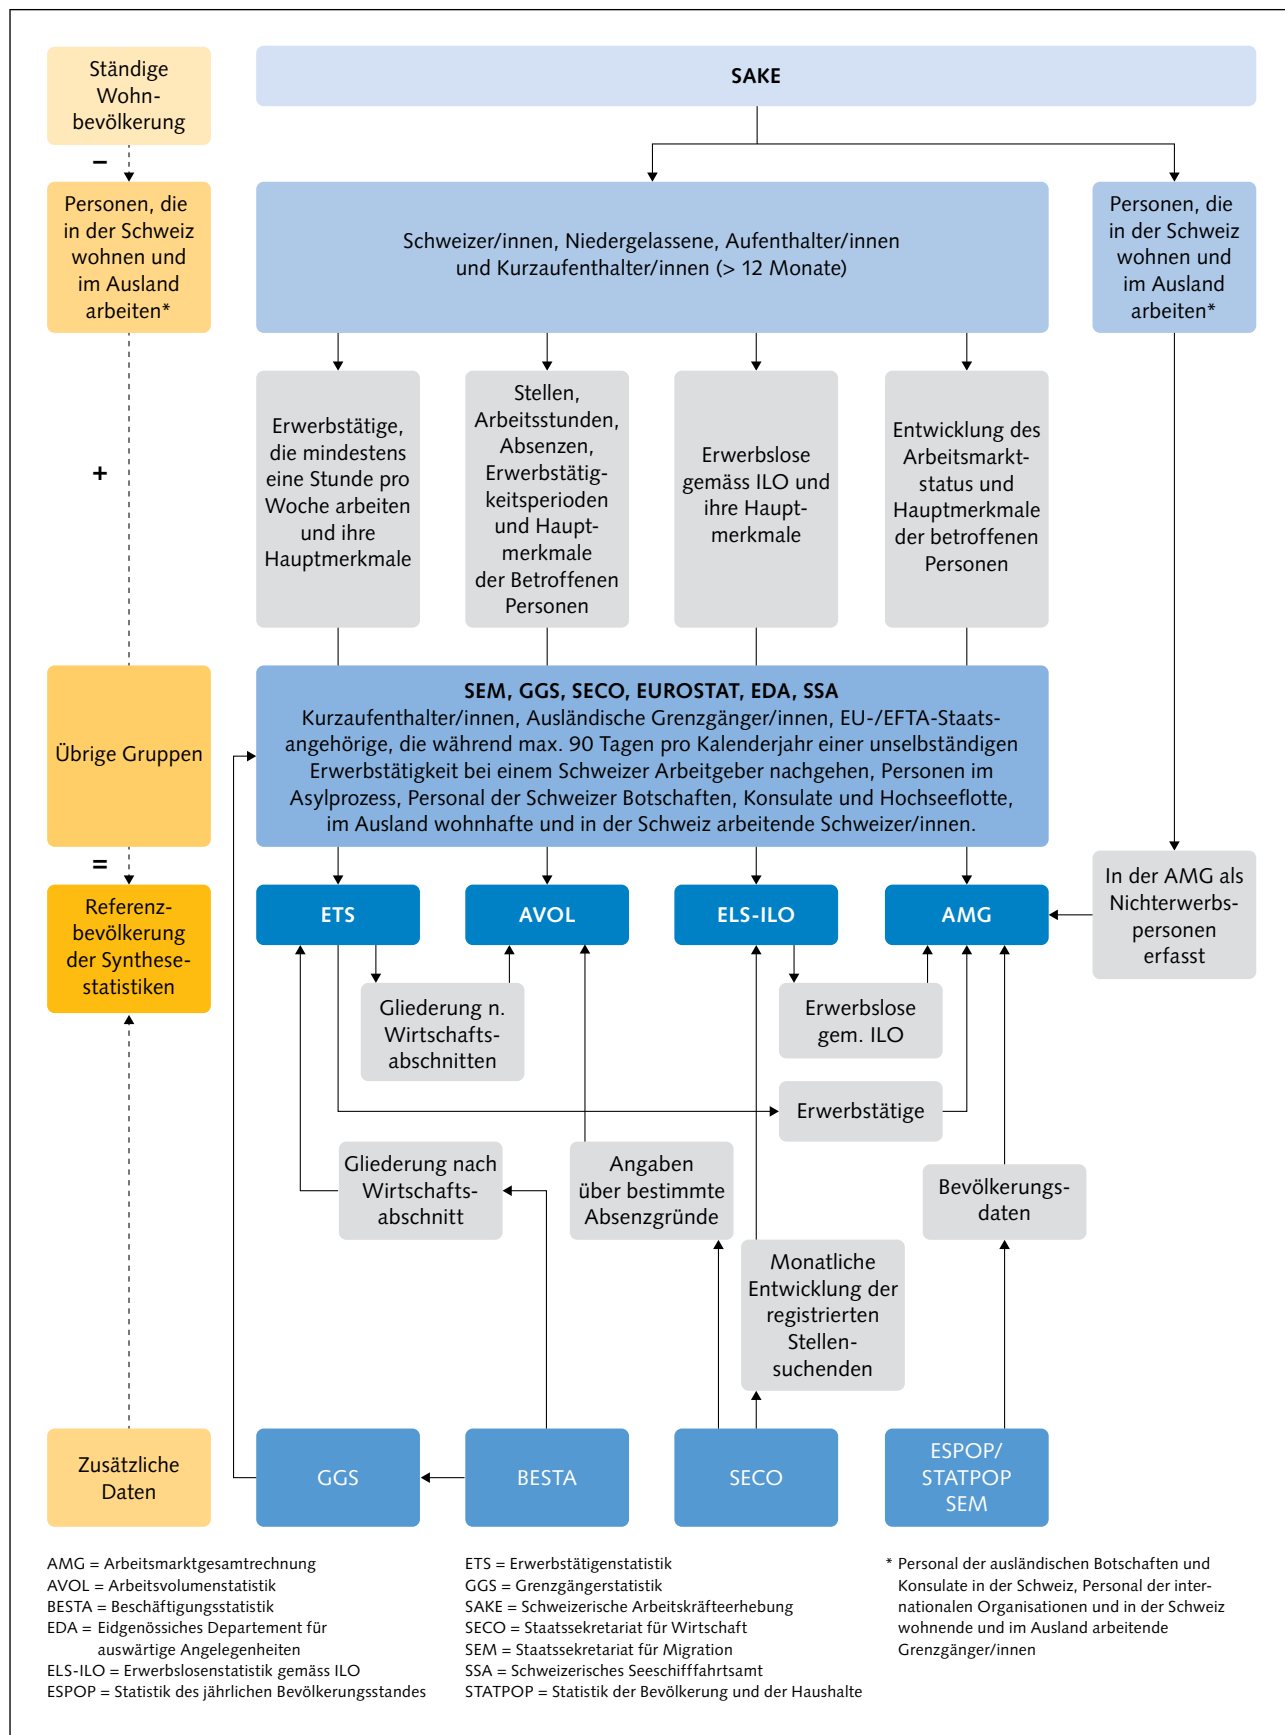 Ständige
Wohn-
bevölkerung
SAKE
–
Personen, die
in der Schweiz
wohnen und
im Ausland
arbeiten*
Schweizer/innen, Niedergelassene, Aufenthalter/innen
und Kurzaufenthalter/innen (> 12 Monate)
Personen, die
in der Schweiz
wohnen und
im Ausland
arbeiten*
+
Erwerbstätige,
die mindestens
eine Stunde pro
Woche arbeiten
und ihre
Hauptmerkmale
Stellen,
Arbeitsstunden,
Absenzen,
Erwerbstätig-
keitsperioden
und Haupt-
merkmale
der Betroffenen
Personen
Erwerbslose
gemäss ILO und
ihre Haupt-
merkmale
Entwicklung des
Arbeitsmarkt-
status und
Hauptmerkmale
der betroffenen
Personen
Übrige Gruppen
SEM, GGS, SECO, EUROSTAT, EDA, SSA
Kurzaufenthalter/innen, Ausländische Grenzgänger/innen, EU-/EFTA-Staats-
angehörige, die während max. 90 Tagen pro Kalenderjahr einer unselbständigen
Erwerbstätigkeit bei einem Schweizer Arbeitgeber nachgehen, Personen im
Asylprozess, Personal der Schweizer Botschaften, Konsulate und Hochseeflotte,
im Ausland wohnhafte und in der Schweiz arbeitende Schweizer/innen.
=
Referenz-
bevölkerung
der Synthese-
statistiken
ETS
AVOL
ELS-ILO
AMG
In der AMG als
Nichterwerbs-
personen
erfasst
Gliederung n.
Wirtschafts-
abschnitten
Erwerbslose
gem. ILO
Erwerbstätige
Gliederung nach
Wirtschafts-
abschnitt
Angaben
über bestimmte
Absenzgründe
Bevölkerungs-
daten
Monatliche
Entwicklung der
registrierten
Stellen-
suchenden
Zusätzliche
Daten
GGS
BESTA
SECO
ESPOP/
STATPOP
SEM
AMG = Arbeitsmarktgesamtrechnung
AVOL = Arbeitsvolumenstatistik
BESTA = Beschäftigungsstatistik
EDA = Eidgenössiches Departement für
auswärtige Angelegenheiten
ELS-ILO = Erwerbslosenstatistik gemäss ILO
ESPOP = Statistik des jährlichen Bevölkerungsstandes
ETS = Erwerbstätigenstatistik
GGS = Grenzgängerstatistik
SAKE = Schweizerische Arbeitskräfteerhebung
SECO = Staatssekretariat für Wirtschaft
SEM = Staatssekretariat für Migration
SSA = Schweizerisches Seeschifffahrtsamt
STATPOP = Statistik der Bevölkerung und der Haushalte
* Personal der ausländischen Botschaften und
Konsulate in der Schweiz, Personal der inter-
nationalen Organisationen und in der Schweiz
wohnende und im Ausland arbeitende
Grenzgänger/innen